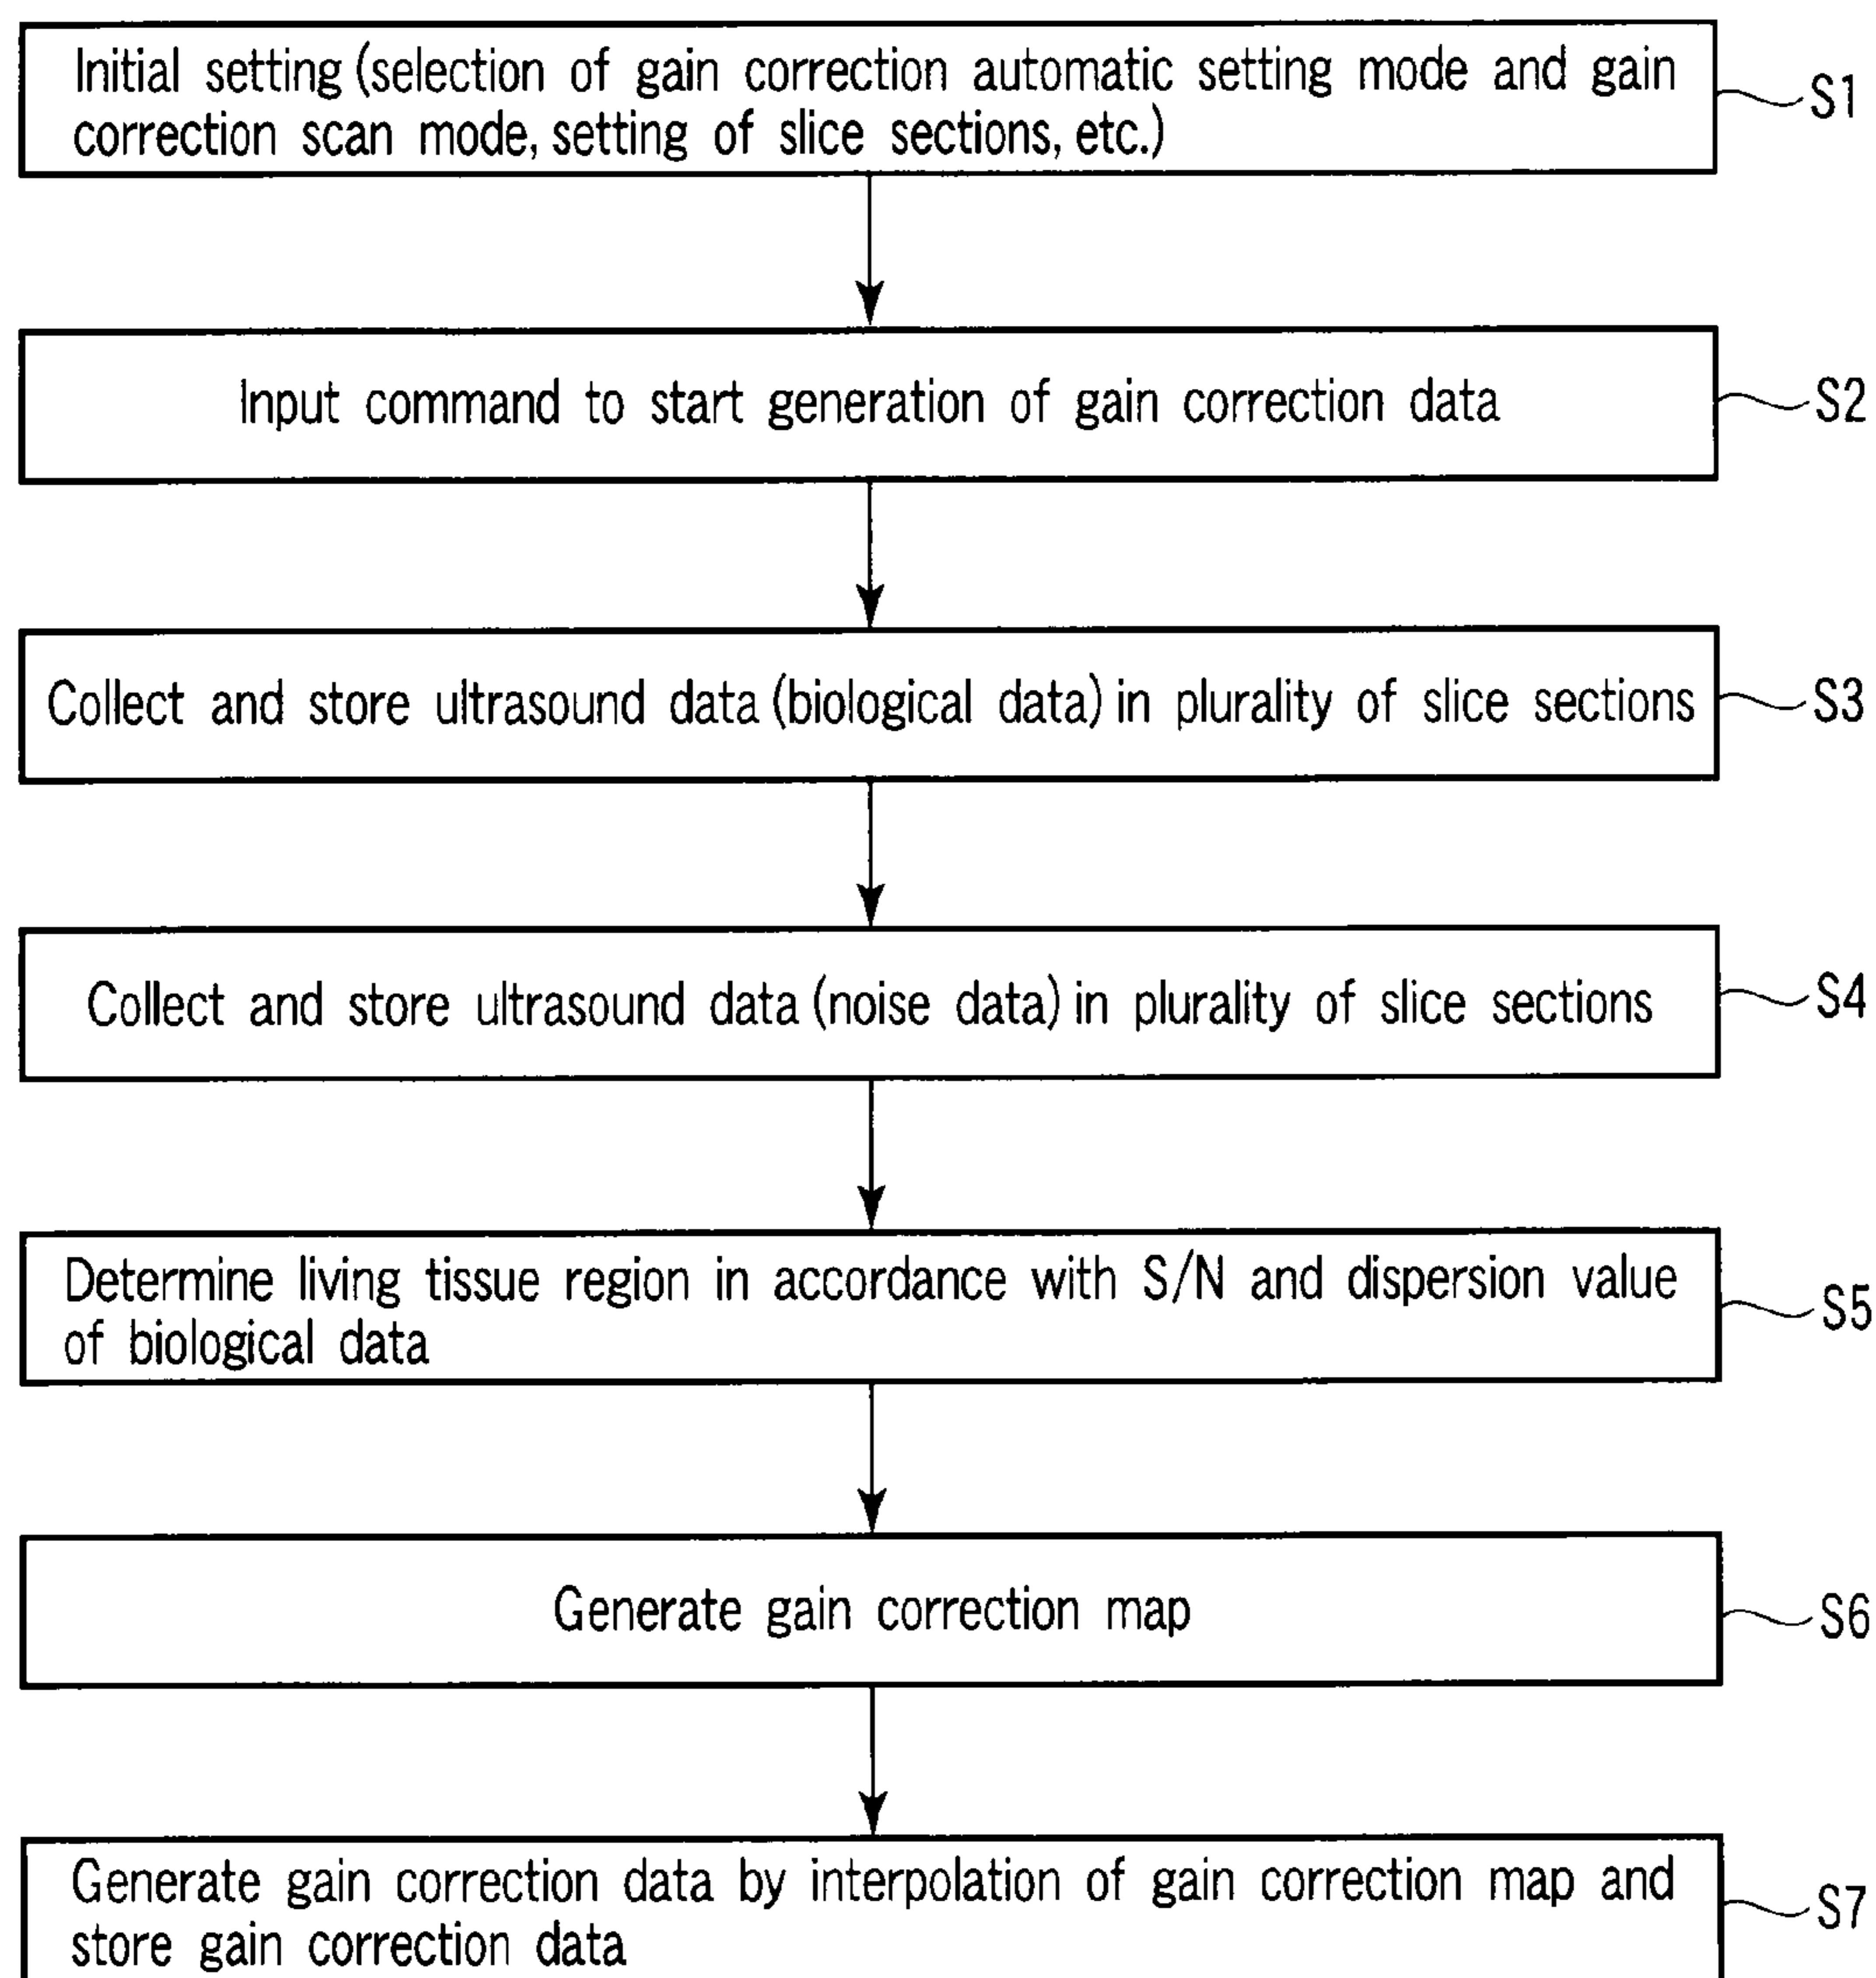 Initial setting (selection of gain correction automatic setting mode and gain
correction scan mode, setting of slice sections, etc.)
S1
Input command to start generation of gain correction data
S2
Collect and store ultrasound data (biological data) in plurality of slice sections
S3
Collect and store ultrasound data (noise data) in plurality of slice sections
S4
Determine living tissue region in accordance with S/N and dispersion value
of biological data
S5
Generate gain correction map
S6
Generate gain correction data by interpolation of gain correction map and
store gain correction data
S7